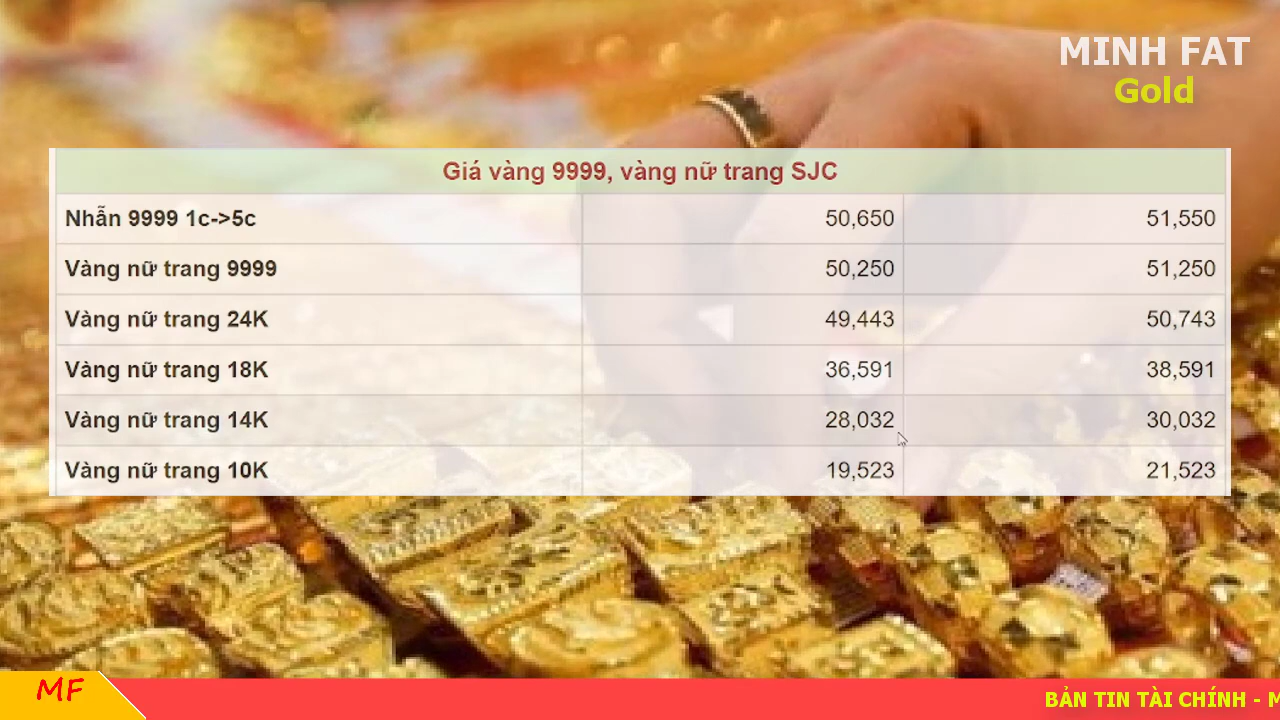 MINH FAT
Gold
Giá vàng 9999, vàng nữ trang SJC
Nhẫn 9999 1c->5c 50,650 51,550
Vàng nữ trang 9999 50,250 51,250
Vàng nữ trang 24K 49,443 50,743
Vàng nữ trang 18K 36,591 38,591
Vàng nữ trang 14K 28,032 30,032
Vàng nữ trang 10K 19,523 21,523
MF
BẢN TIN TÀI CHÍNH - M